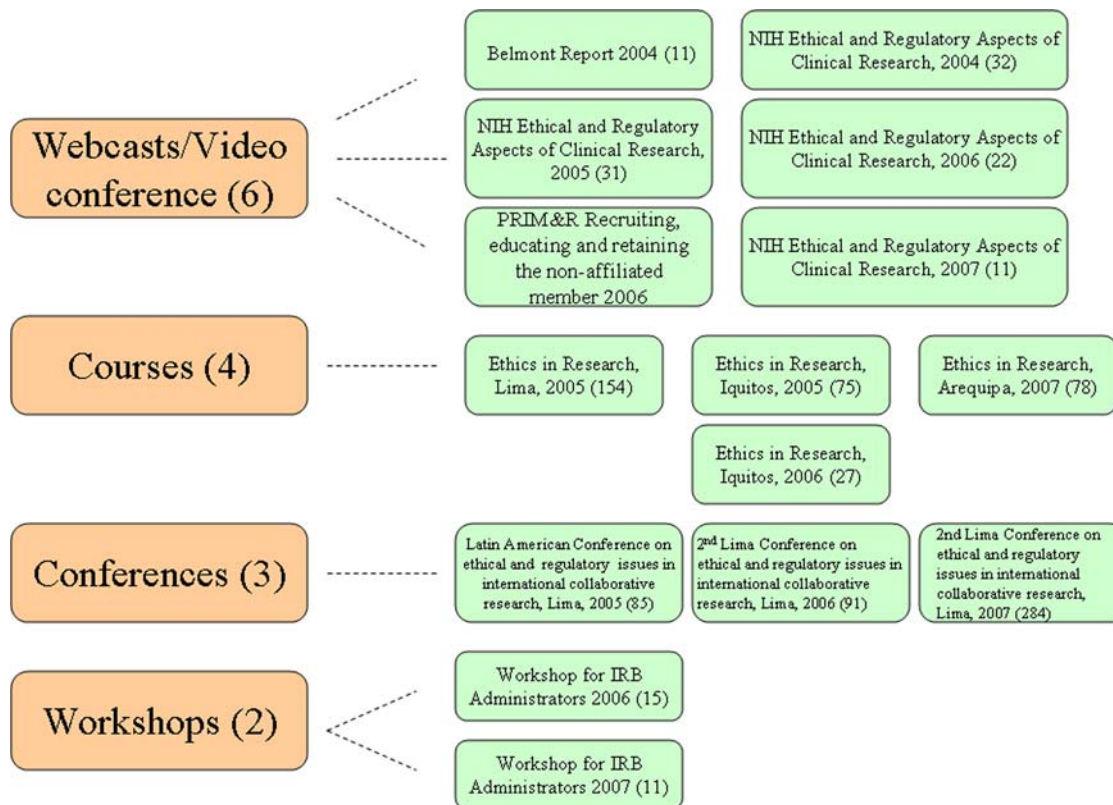 Webcasts/Video
conference (6)
Belmont Report 2004 (11)
NIH Ethical and Regulatory Aspects of
Clinical Research, 2004 (32)
NIH Ethical and Regulatory
Aspects of Clinical Research,
2005 (31)
NIH Ethical and Regulatory Aspects of
Clinical Research, 2006 (22)
PRIM&R Recruiting,
educating and retaining
the non-affiliated
member 2006
NIH Ethical and Regulatory Aspects of
Clinical Research, 2007 (11)
Courses (4)
Ethics in Research,
Lima, 2005 (154)
Ethics in Research,
Iquitos, 2005 (75)
Ethics in Research,
Arequipa, 2007 (78)
Ethics in Research,
Iquitos, 2006 (27)
Conferences (3)
Latin American Conference on
ethical and regulatory issues in
international collaborative
research, Lima, 2005 (85)
2nd Lima Conference on
ethical and regulatory issues in
international collaborative
research, Lima, 2006 (91)
2nd Lima Conference on
ethical and regulatory
issues in international
collaborative research,
Lima, 2007 (284)
Workshops (2)
Workshop for IRB
Administrators 2006 (15)
Workshop for IRB
Administrators 2007 (11)